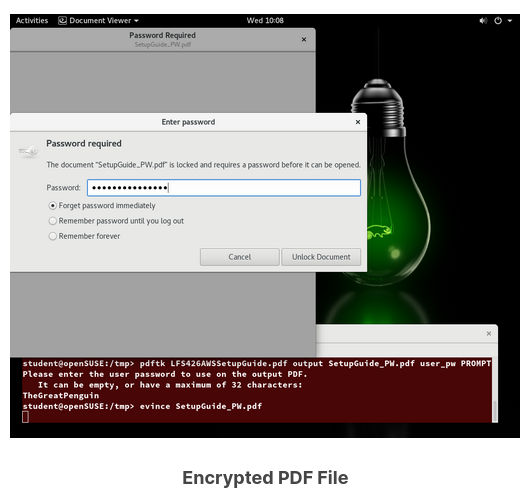 Activities Document Viewer Wed 10:08
Password Required
SetupGuide_PW.pdf
Enter password
Password required
The document "SetupGuide_PW.pdf" is locked and requires a password before it can be opened.
Password: ●●●●●●●●●●●●●●●
Forget password immediately
Remember password until you log out
Remember forever
Cancel Unlock Document
student@openSUSE:/tmp> pdftk LFS426AWSSetupGuide.pdf output SetupGuide_PW.pdf user_pw PROMPT
Please enter the user password to use on the output PDF.
It can be empty, or have a maximum of 32 characters:
TheGreatPenguin
student@openSUSE:/tmp> evince SetupGuide_PW.pdf
Encrypted PDF File